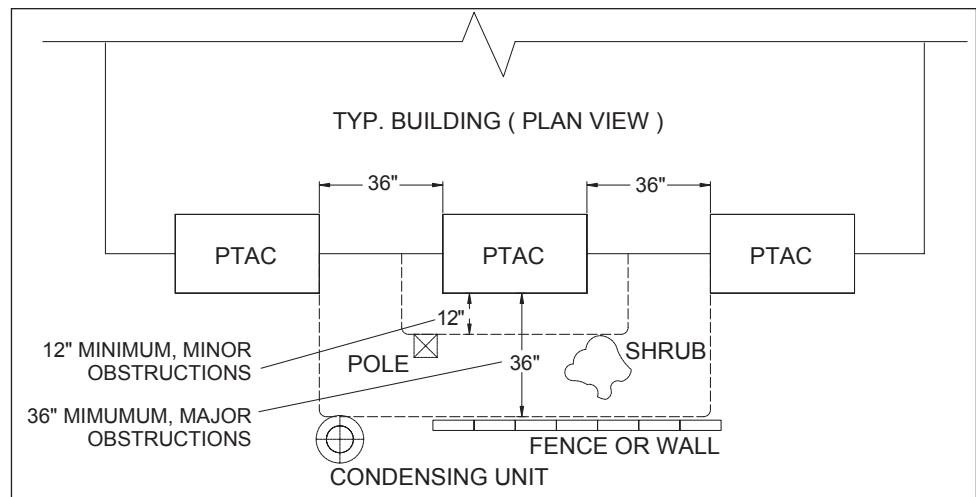 TYP. BUILDING ( PLAN VIEW )
36"
36"
PTAC
PTAC
PTAC
12"
12" MINIMUM, MINOR
OBSTRUCTIONS
POLE
36"
SHRUB
36" MIMUMUM, MAJOR
OBSTRUCTIONS
FENCE OR WALL
CONDENSING UNIT